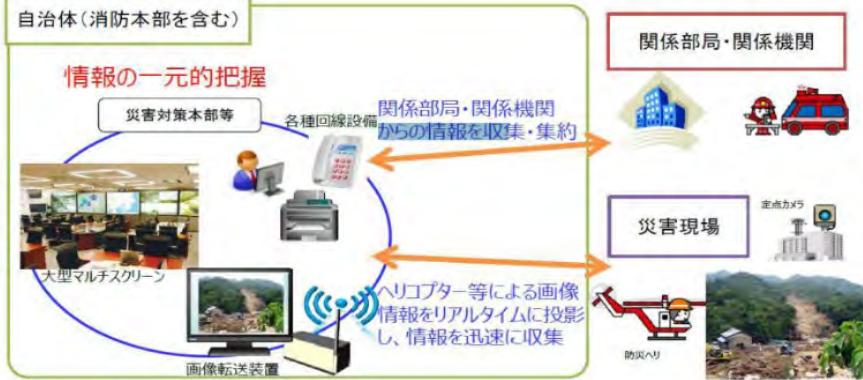 自治体(消防本部を含む)
情報の一元的把握
災害対策本部等
各種回線設備
大型マルチスクリーン
画像転送装置
関係部局・関係機関
からの情報を収集・集約
ヘリコプター等による画像
情報をリアルタイムに投影
し、情報を迅速に収集
関係部局・関係機関
災害現場
定点カメラ
防災ヘリ